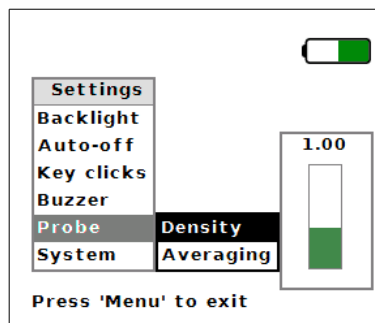 Settings
Backlight
Auto-off
1.00
Key clicks
Buzzer
Probe Density
System Averaging
Press 'Menu' to exit